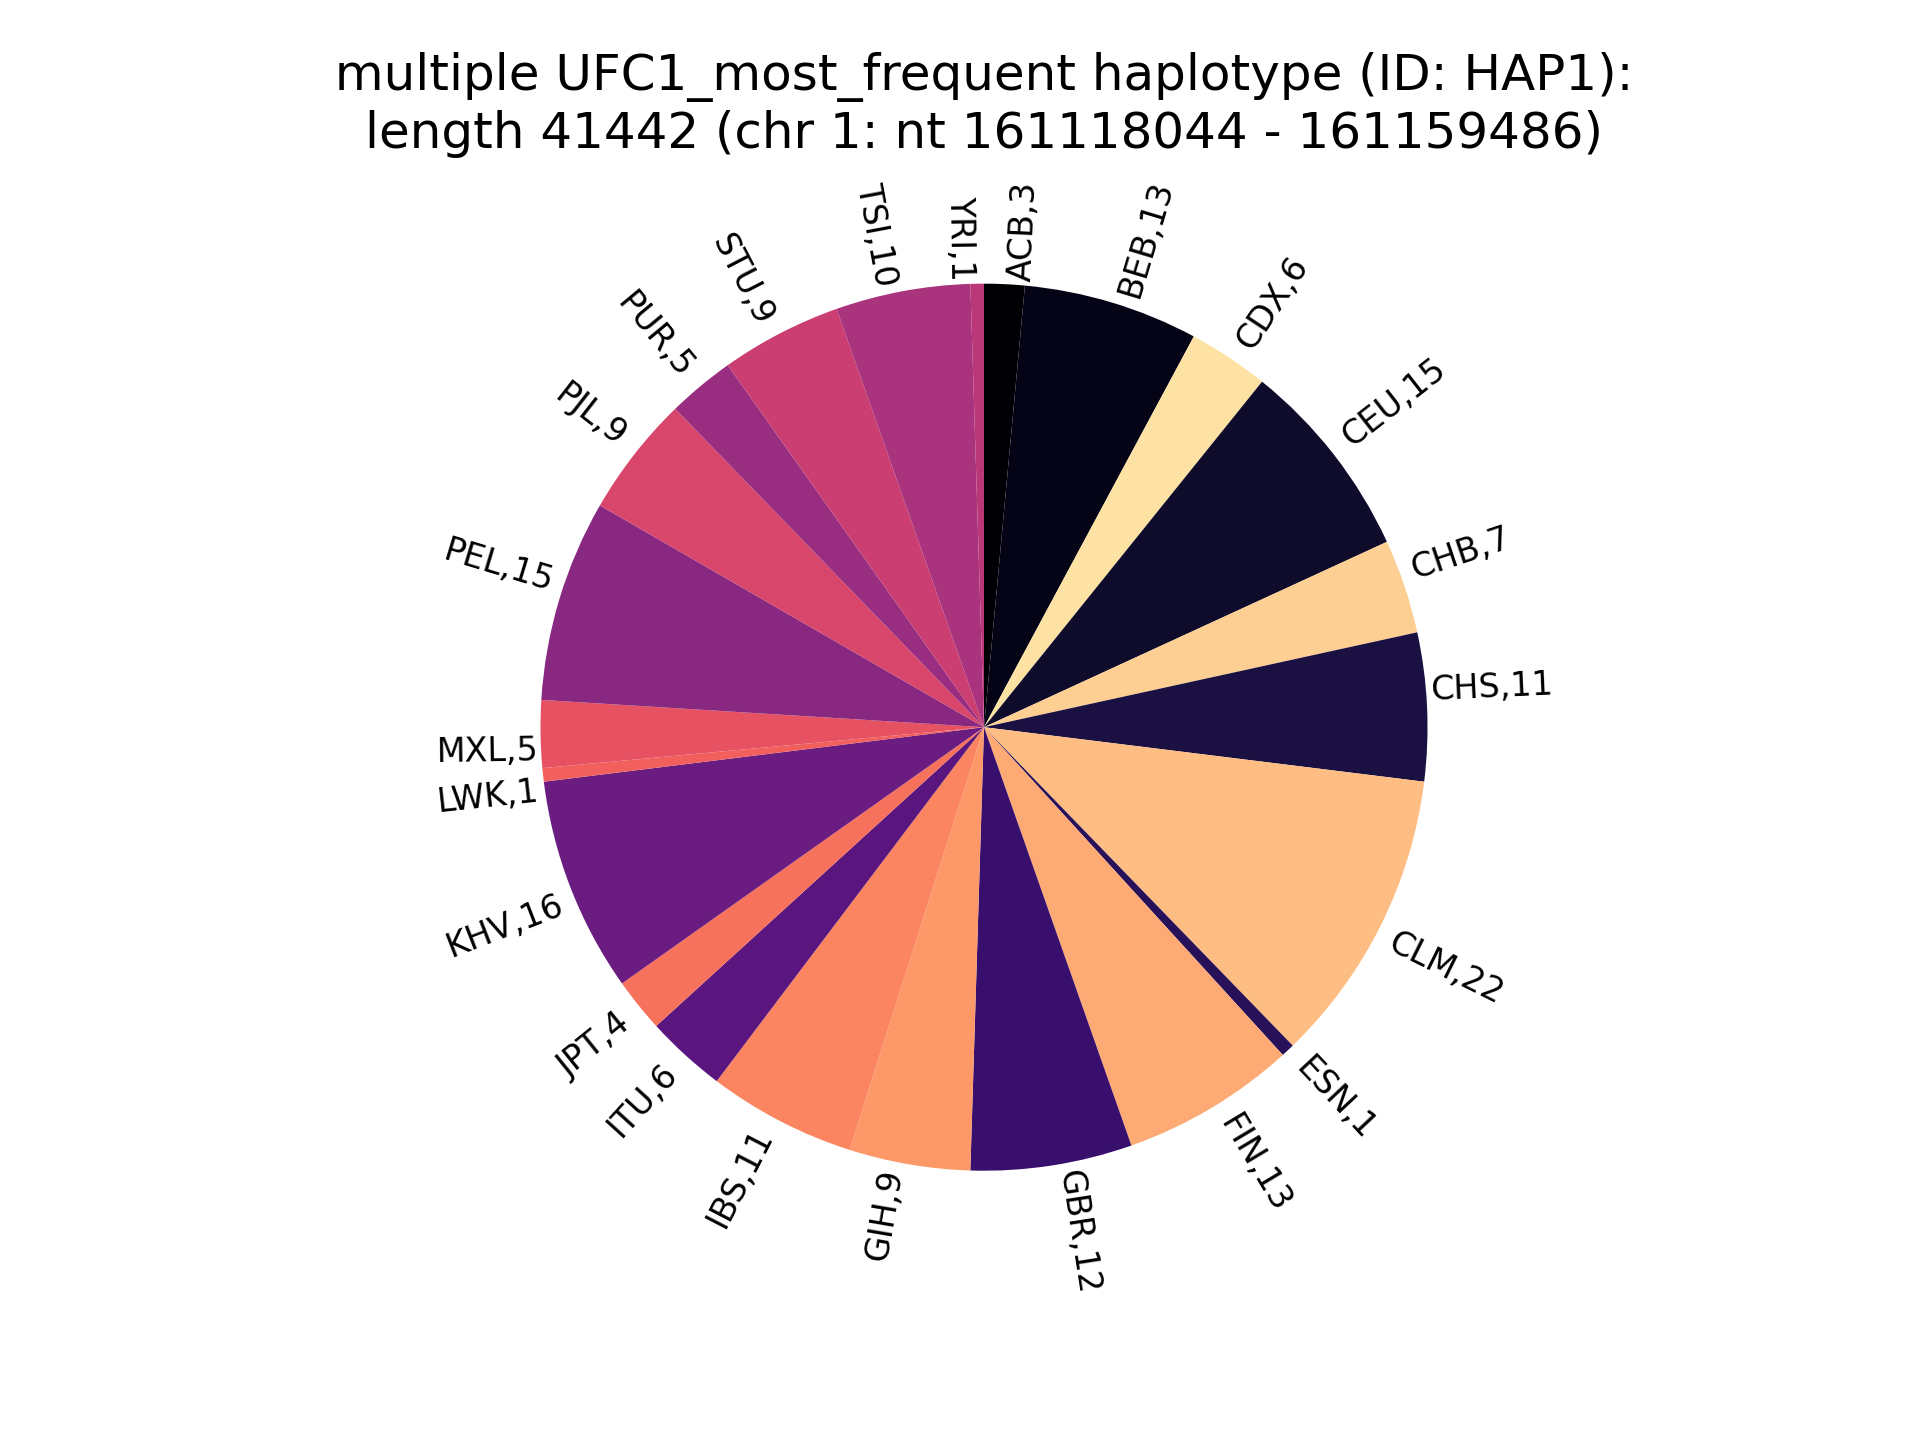 multiple UFC1_most_frequent haplotype (ID: HAP1):
length 41442 (chr 1: nt 161118044 - 161159486)
ACB,3
BEB,13
CDX,6
CEU,15
CHB,7
CHS,11
CLM,22
ESN,1
FIN,13
GBR,12
GIH,9
IBS,11
ITU,6
JPT,4
KHV,16
LWK,1
MXL,5
PEL,15
PJL,9
PUR,5
STU,9
TSI,10
YRI,1